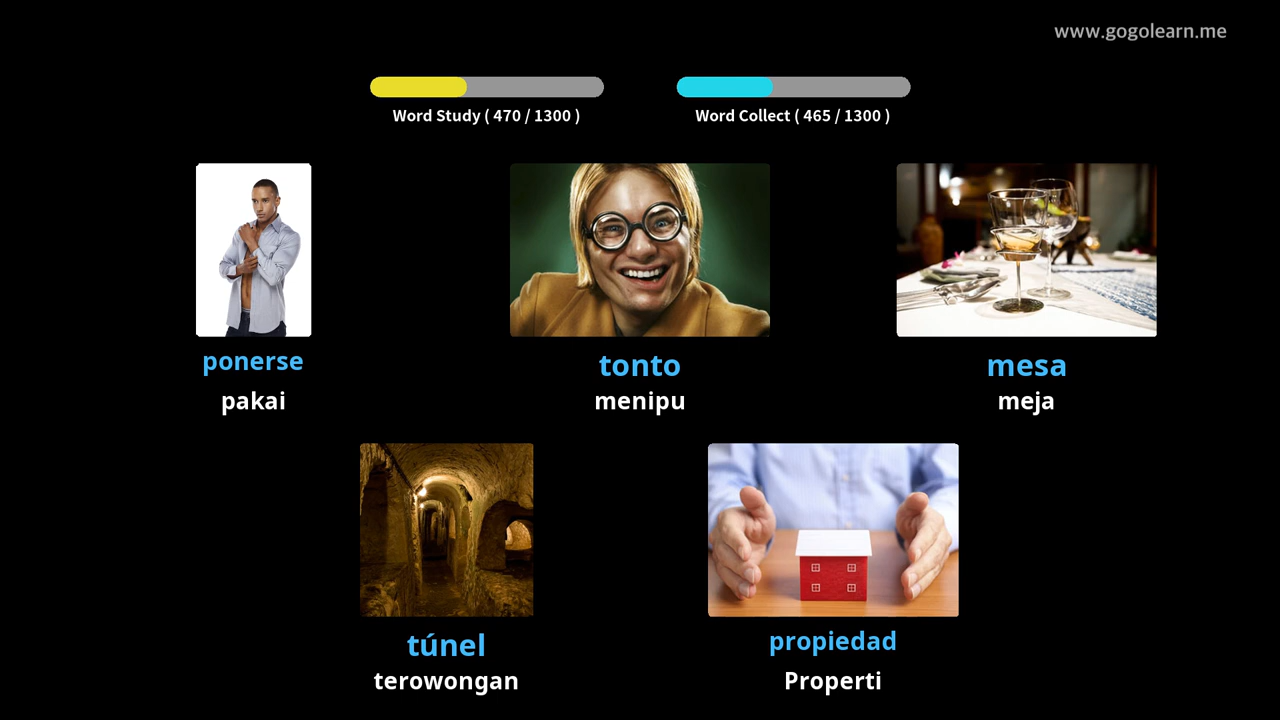 www.gogolearn.me
Word Study ( 470 / 1300 )
Word Collect ( 465 / 1300 )
ponerse
pakai
tonto
menipu
mesa
meja
túnel
terowongan
propiedad
Properti